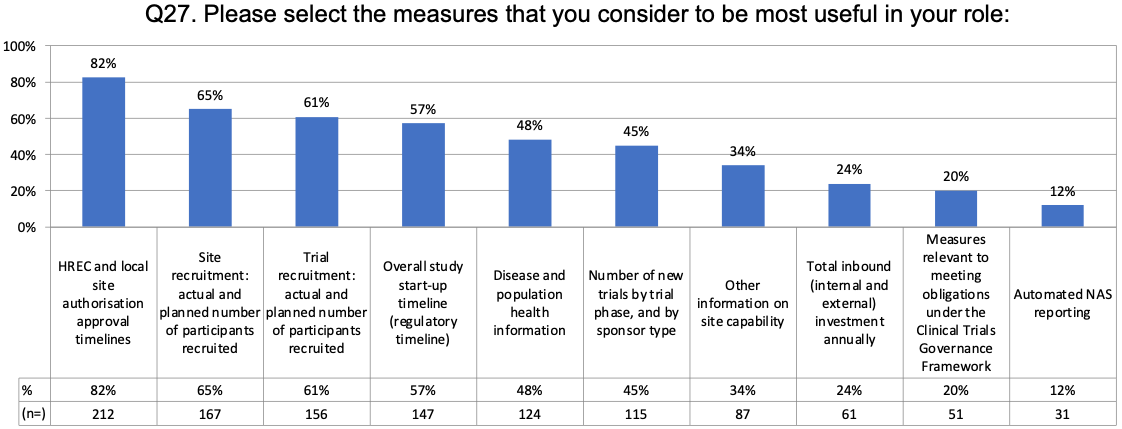 Q27. Please select the measures that you consider to be most useful in your role:
100%
80%
60%
40%
20%
0%
82%
65%
61%
57%
48%
45%
34%
24%
20%
12%
HREC and local
site
authorisation
approval
timelines
Site
recruitment:
actual and
planned number
of participants
recruited
Trial
recruitment:
actual and
planned number
of participants
recruited
Overall study
start-up
timeline
(regulatory
timeline)
Disease and
population
health
information
Number of new
trials by trial
phase, and by
sponsor type
Other
information on
site capability
Total inbound
(internal and
external)
investment
annually
Measures
relevant to
meeting
obligations
under the
Clinical Trials
Governance
Framework
Automated NAS
reporting
% 82% 65% 61% 57% 48% 45% 34% 24% 20% 12%
(n=) 212 167 156 147 124 115 87 61 51 31